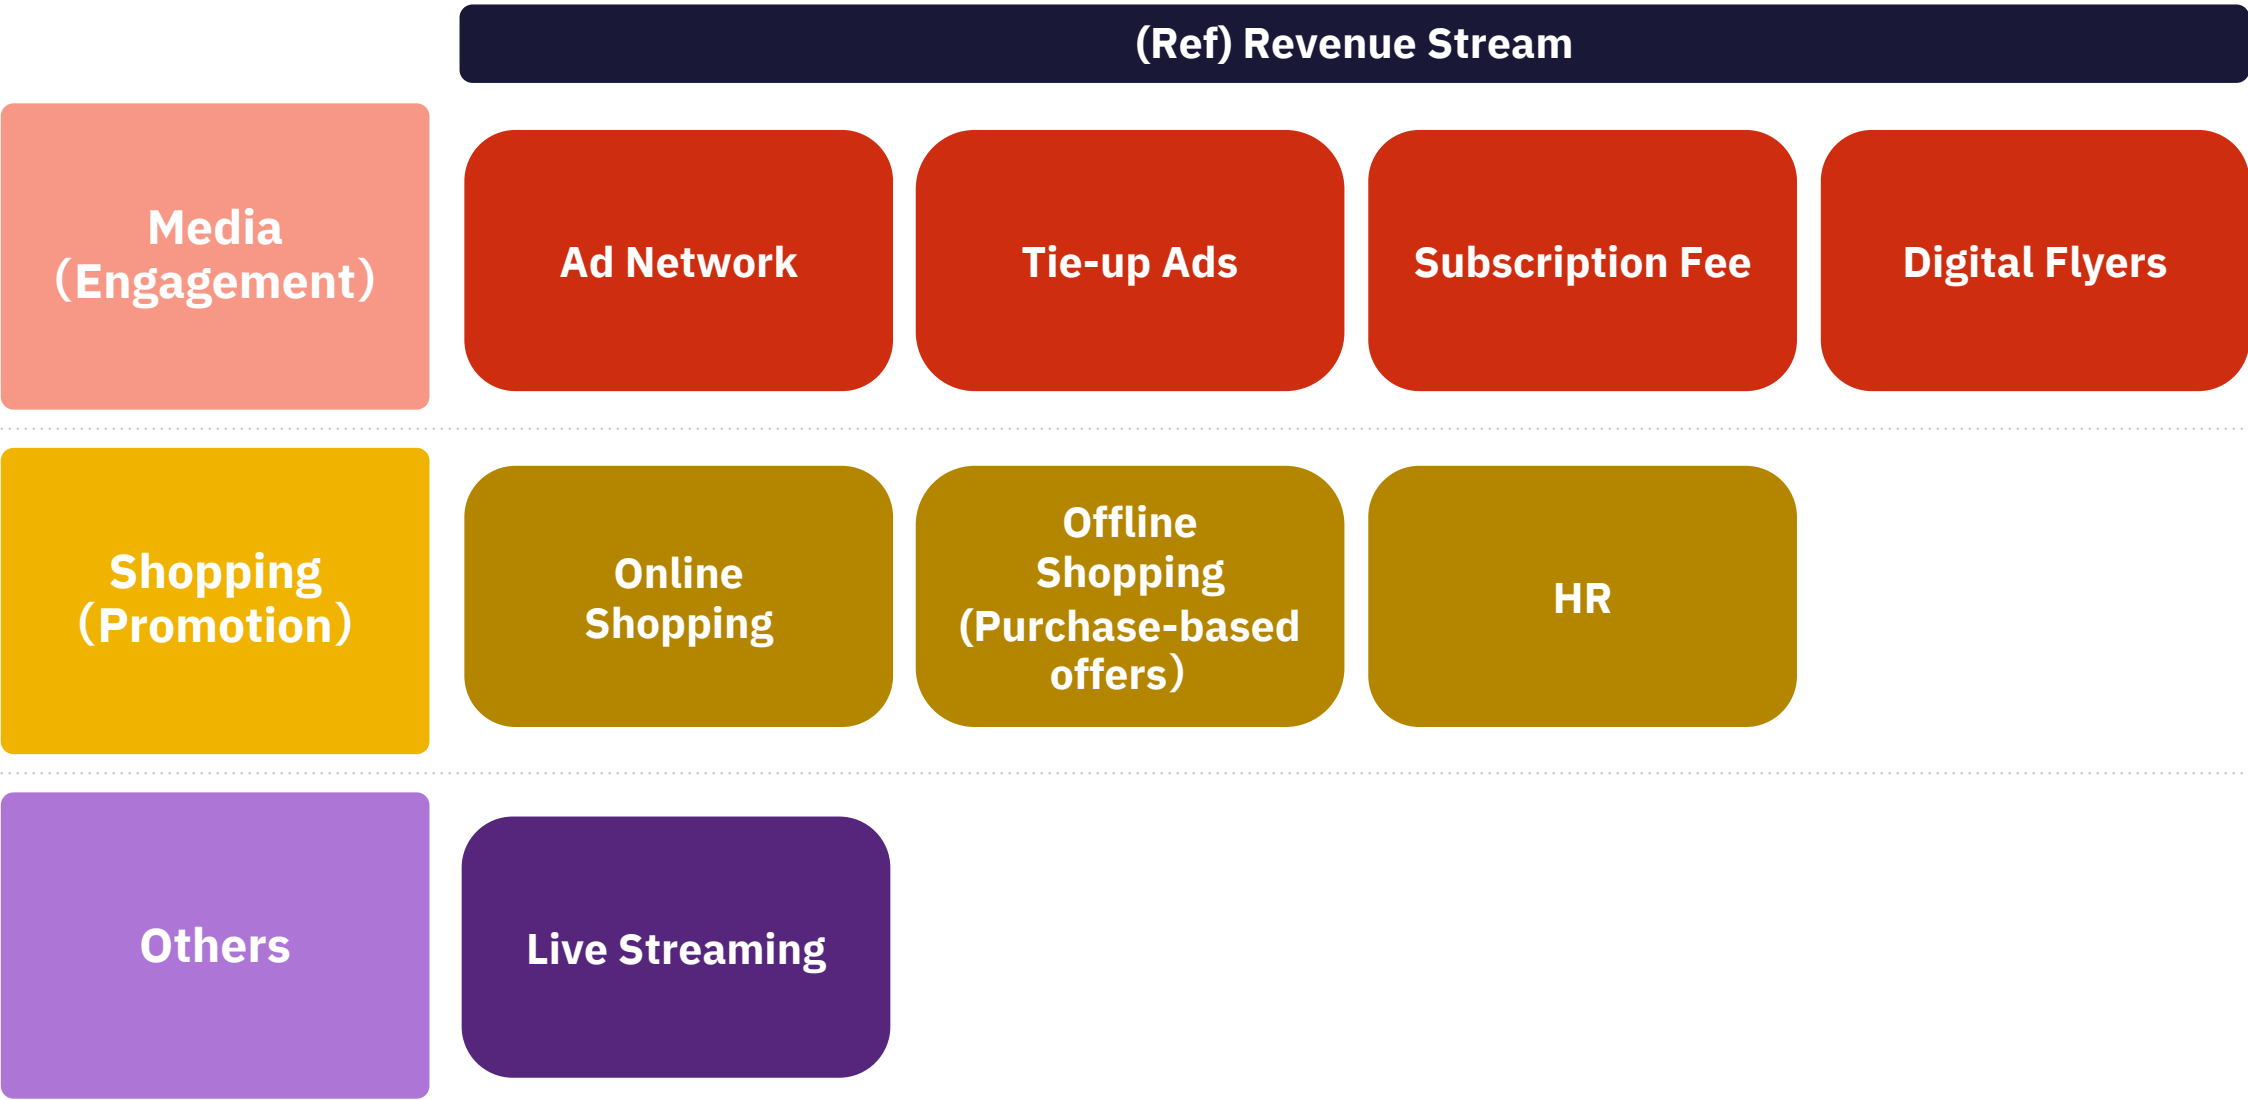 (Ref) Revenue Stream
Media
（Engagement）
Ad Network
Tie-up Ads
Subscription Fee
Digital Flyers
Shopping
（Promotion）
Online
Shopping
Offline
Shopping
(Purchase-based
offers）
HR
Others
Live Streaming